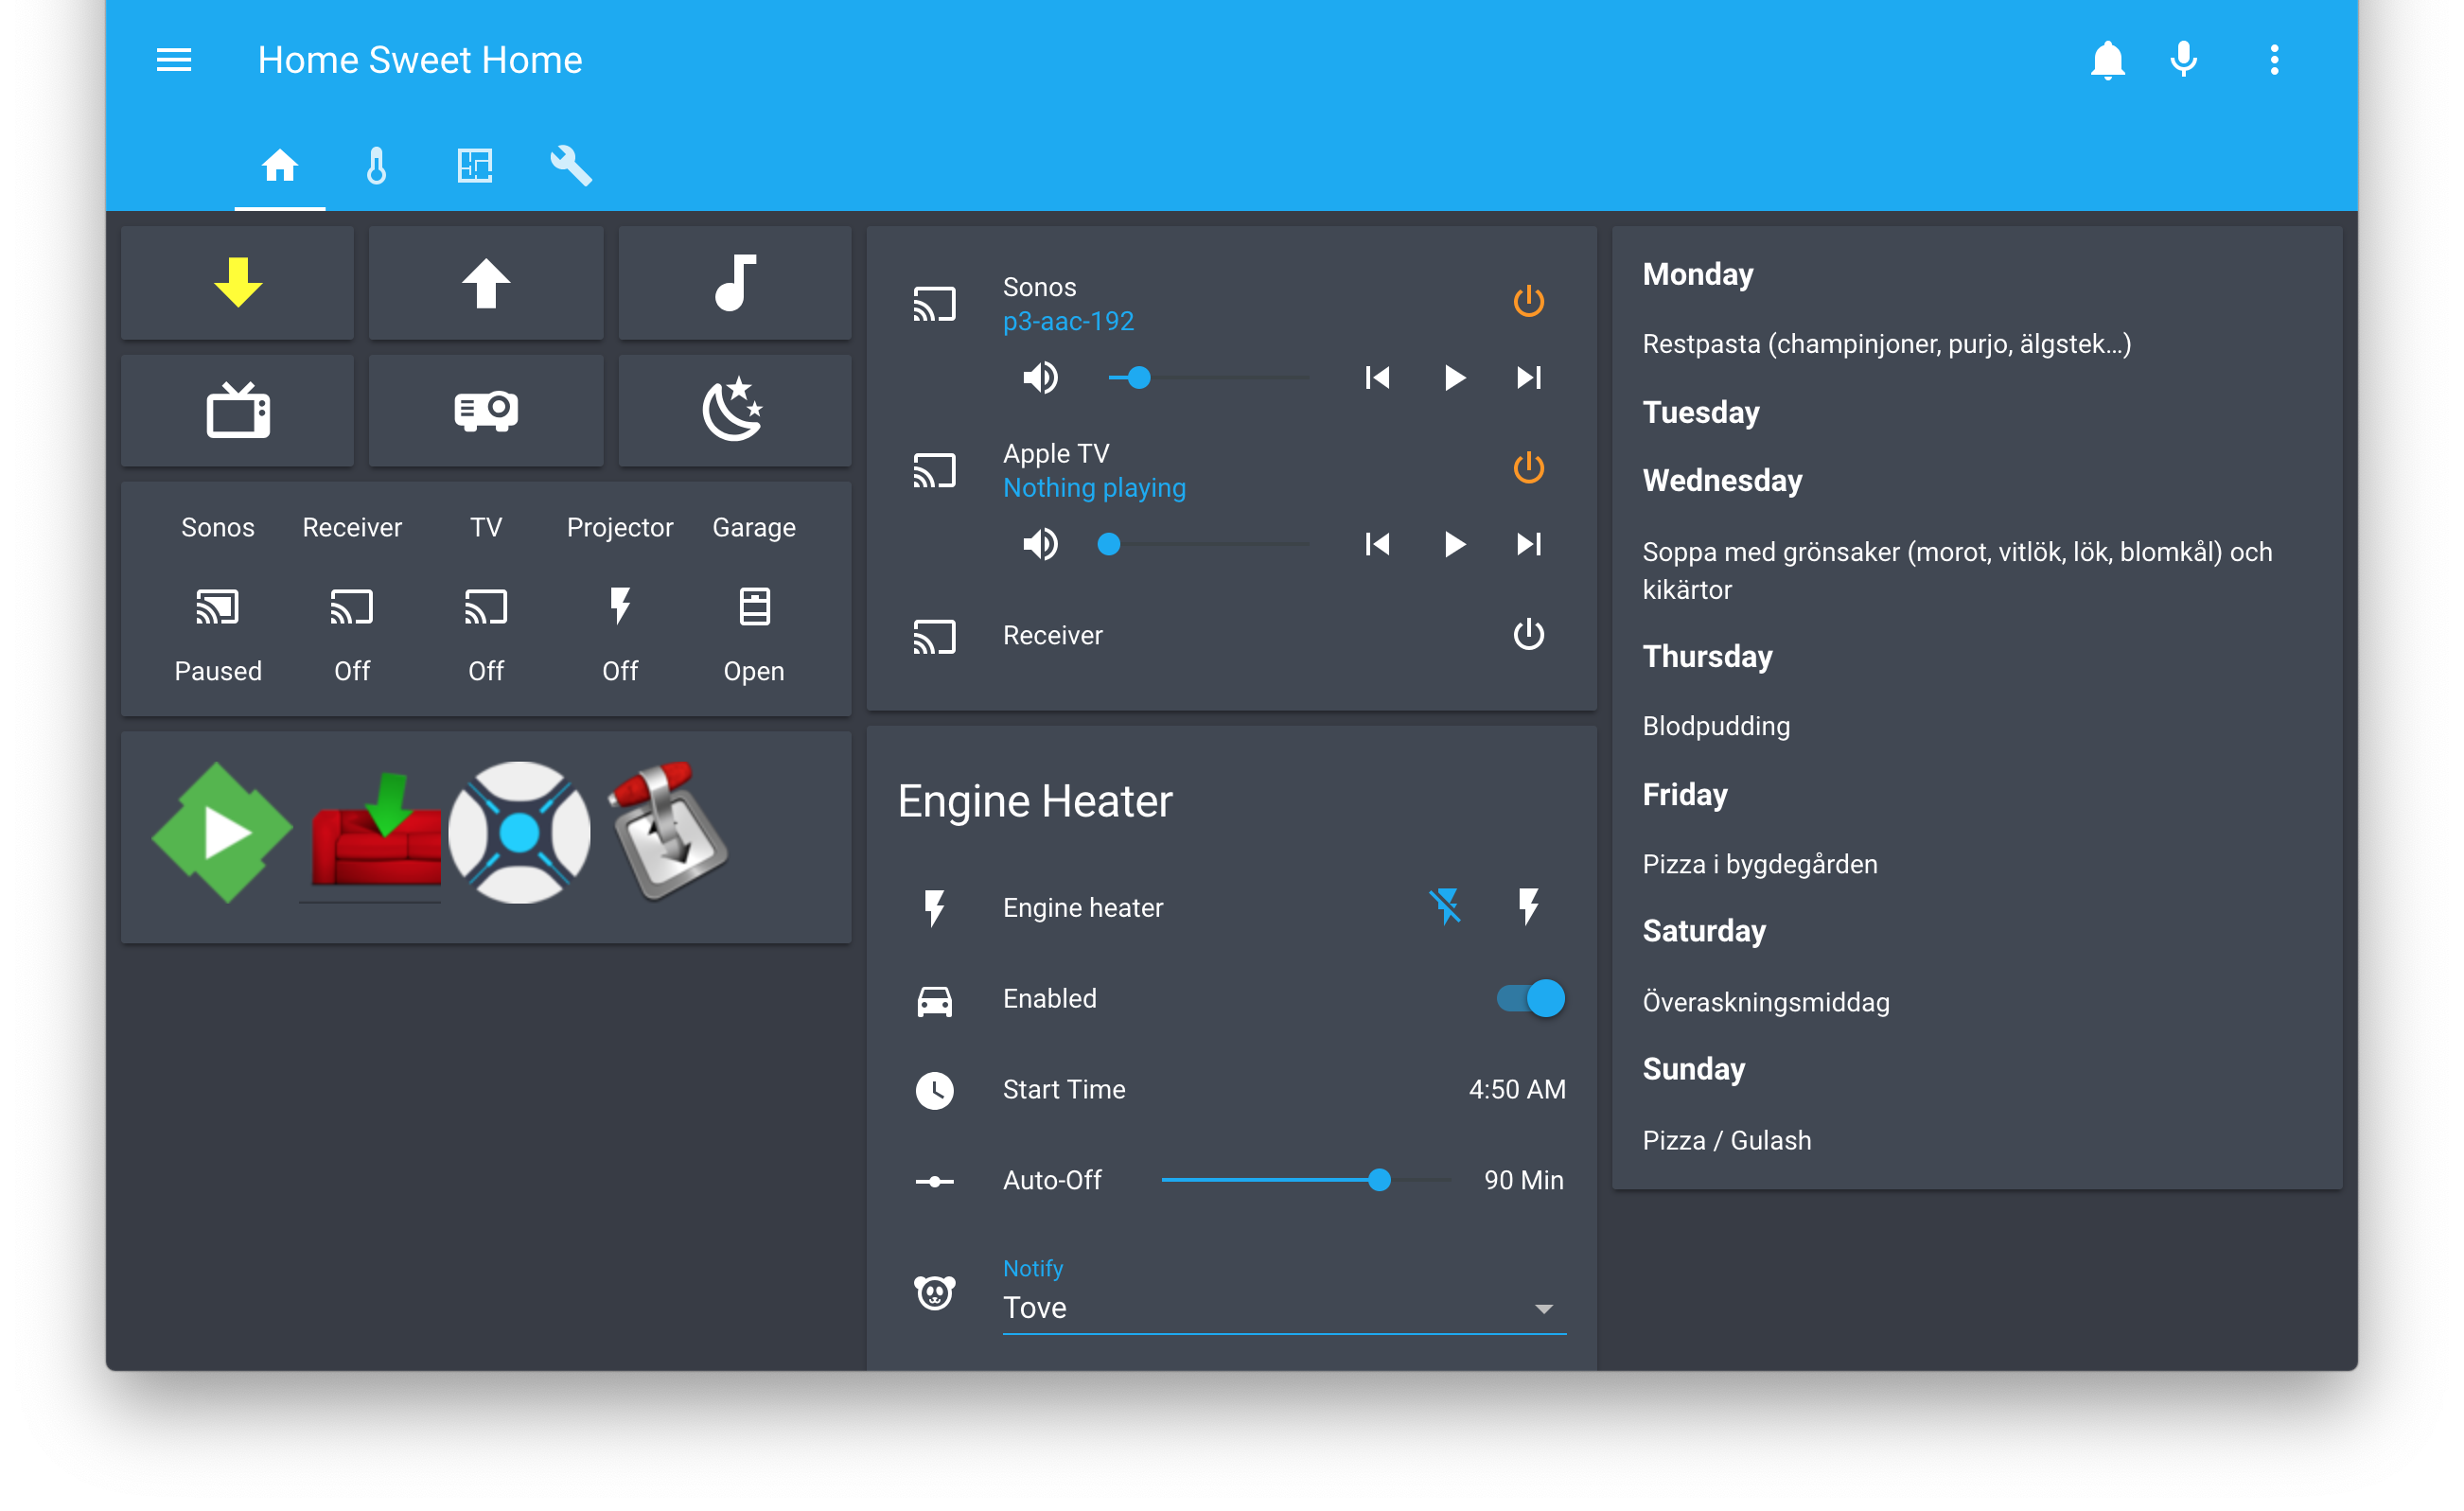 Home Sweet Home
Sonos Receiver TV Projector Garage
Paused Off Off Off Open
Sonos
p3-aac-192
Apple TV
Nothing playing
Receiver
Engine Heater
Engine heater
Enabled
Start Time 4:50 AM
Auto-Off 90 Min
Notify
Tove
Monday
Restpasta (champinjoner, purjo, älgstek...)
Tuesday
Wednesday
Soppa med grönsaker (morot, vitlök, lök, blomkål) och
kikärtor
Thursday
Blodpudding
Friday
Pizza i bygdegården
Saturday
Överaskningsmiddag
Sunday
Pizza / Gulash